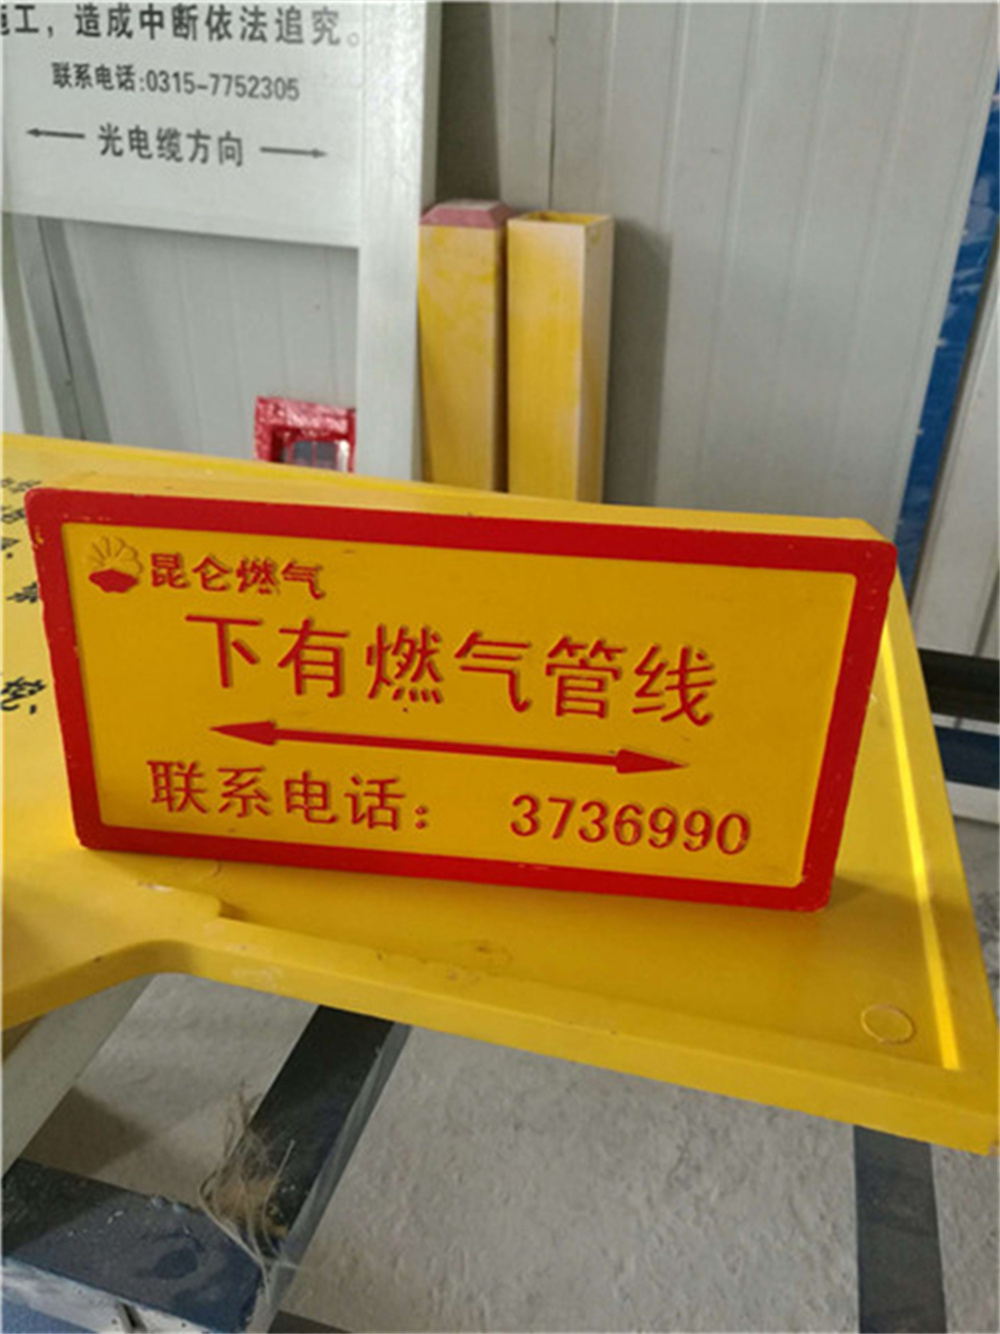 工，造成中断依法追究。
联系电话:0315-7752305
光电缆方向
昆仑燃气
下有燃气管线
联系电话： 3736990